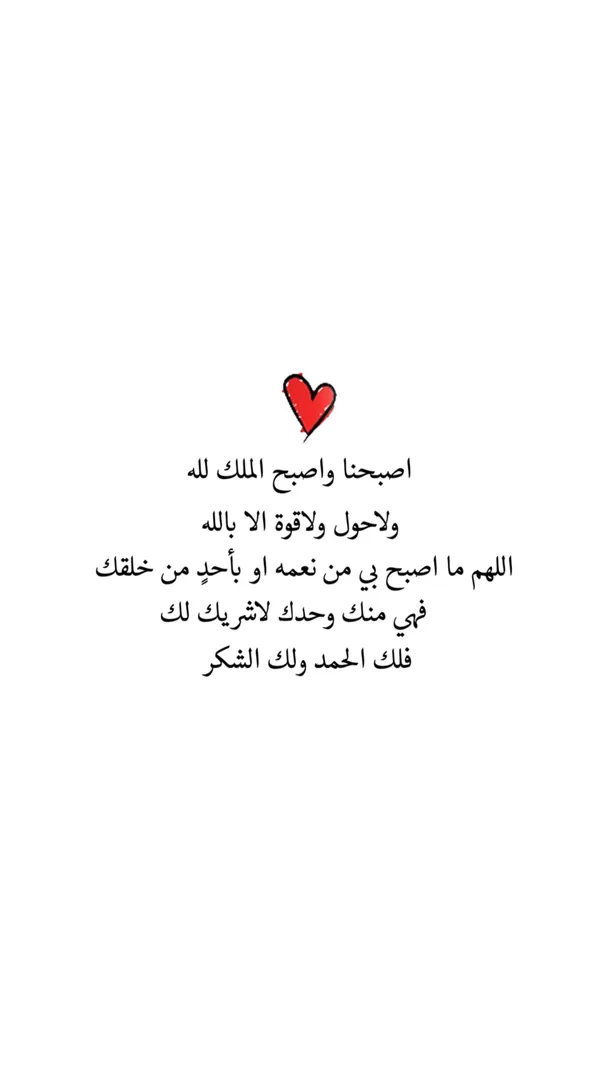 اصبحنا واصبح الملك لله
ولاحول ولاقوة الا بالله
اللهم ما اصبح بي من نعمه او بأحدٍ من خلقك
فهي منك وحدك لاشريك لك
فلك الحمد ولك الشكر